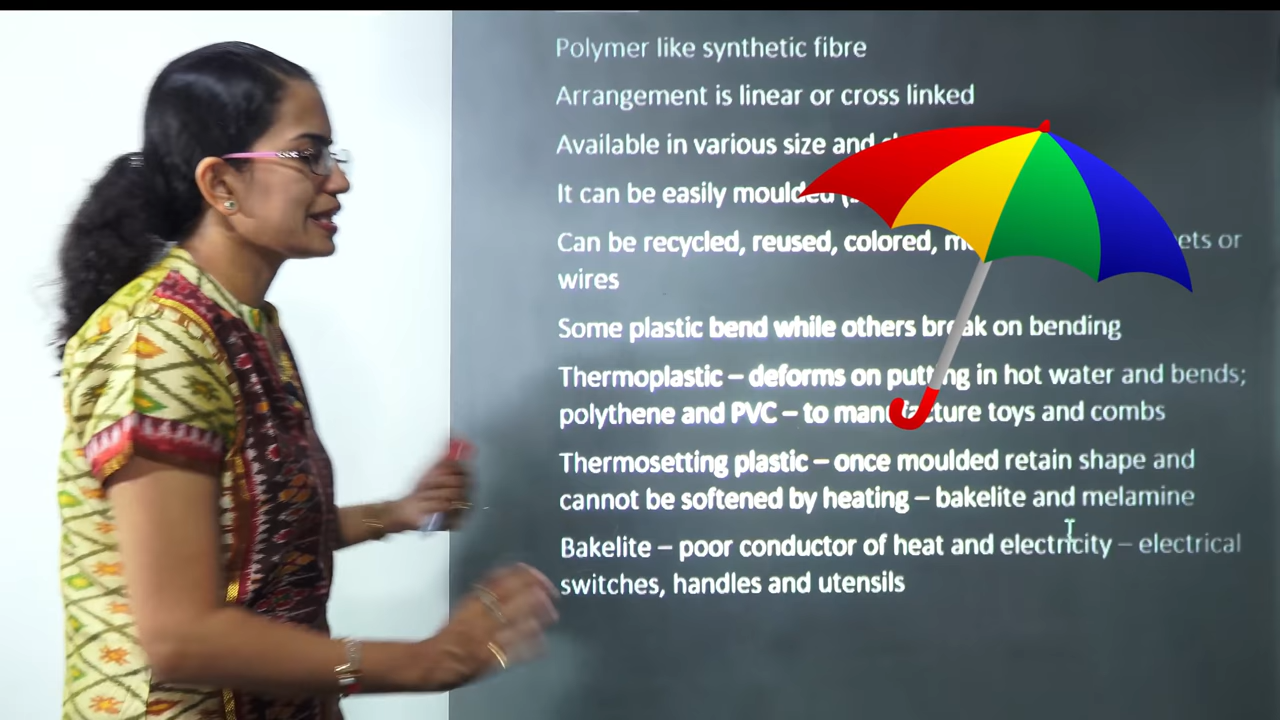 Polymer like synthetic fibre
Arrangement is linear or cross linked
Available in various size and
It can be easily moulded
Can be recycled, reused, colored, or
wires
Some plastic bend while others break on bending
Thermoplastic – deforms on putting in hot water and bends;
polythene and PVC – to manufacture toys and combs
Thermosetting plastic – once moulded retain shape and
cannot be softened by heating – bakelite and melamine
Bakelite – poor conductor of heat and electricity – electrical
switches, handles and utensils